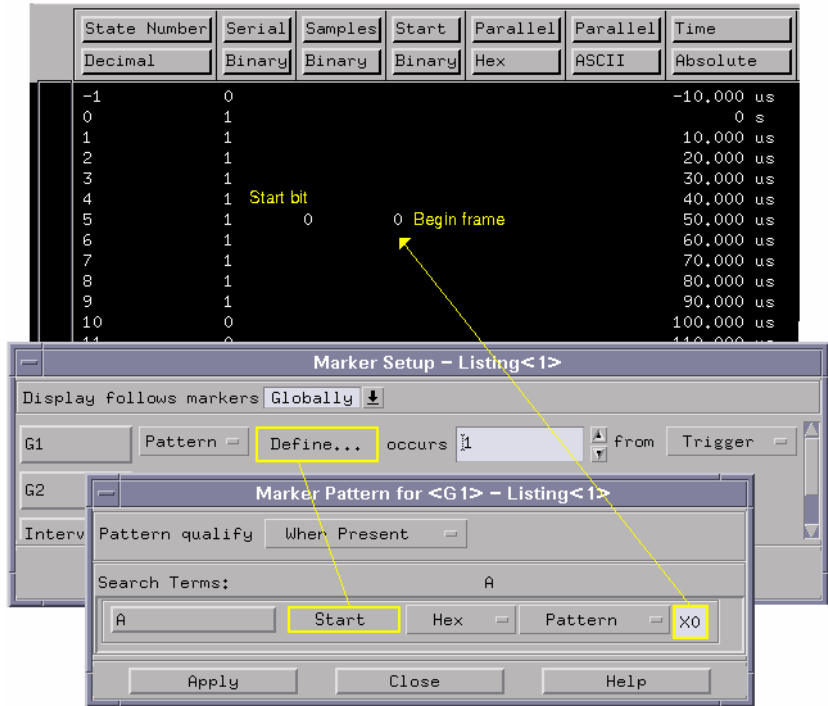 State Number Serial Samples Start Parallel Parallel Time
Decimal Binary Binary Binary Hex ASCII Absolute
-1 0 -10.000 us
0 1 0 s
1 1 10.000 us
2 1 20.000 us
3 1 30.000 us
4 1 Start bit 40.000 us
5 1 0 0 Begin frame 50.000 us
6 1 60.000 us
7 1 70.000 us
8 1 80.000 us
9 1 90.000 us
10 0 100.000 us
11 0 110.000 us
Marker Setup – Listing<1>
Display follows markers Globally
G1 Pattern Define... occurs 1 from Trigger
G2
Marker Pattern for <G1> – Listing<1>
Interv
Pattern qualify When Present
Search Terms: A
A Start Hex Pattern X0
Apply Close Help